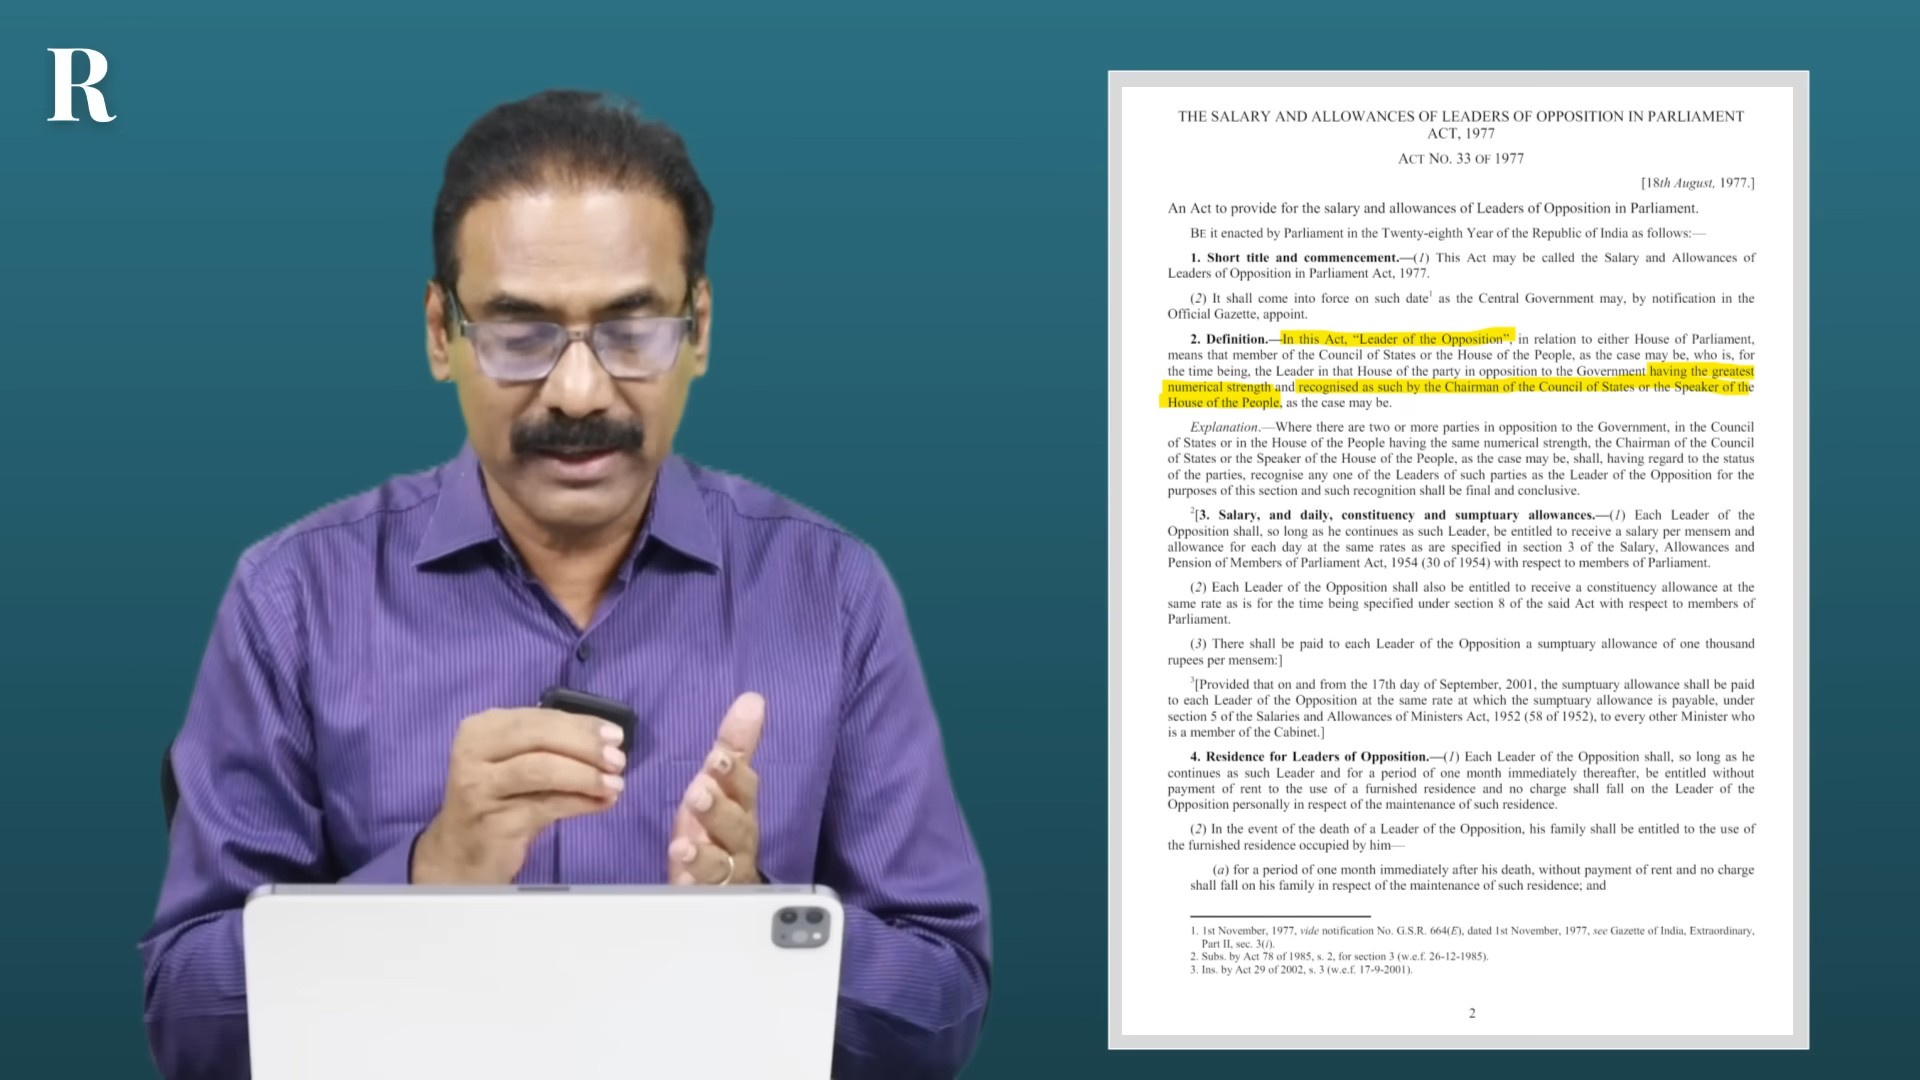 R
THE SALARY AND ALLOWANCES OF LEADERS OF OPPOSITION IN PARLIAMENT
ACT, 1977
ACT NO. 33 OF 1977
[18th August, 1977.]
An Act to provide for the salary and allowances of Leaders of Opposition in Parliament.
BE it enacted by Parliament in the Twenty-eighth Year of the Republic of India as follows:—
1. Short title and commencement.—(1) This Act may be called the Salary and Allowances of
Leaders of Opposition in Parliament Act, 1977.
(2) It shall come into force on such date1 as the Central Government may, by notification in the
Official Gazette, appoint.
2. Definition.—In this Act, “Leader of the Opposition”, in relation to either House of Parliament,
means that member of the Council of States or the House of the People, as the case may be, who is, for
the time being, the Leader in that House of the party in opposition to the Government having the greatest
numerical strength and recognised as such by the Chairman of the Council of States or the Speaker of the
House of the People, as the case may be.
Explanation.—Where there are two or more parties in opposition to the Government, in the Council
of States or in the House of the People having the same numerical strength, the Chairman of the Council
of States or the Speaker of the House of the People, as the case may be, shall, having regard to the status
of the parties, recognise any one of the Leaders of such parties as the Leader of the Opposition for the
purposes of this section and such recognition shall be final and conclusive.
2[3. Salary, and daily, constituency and sumptuary allowances.—(1) Each Leader of the
Opposition shall, so long as he continues as such Leader, be entitled to receive a salary per mensem and
allowance for each day at the same rates as are specified in section 3 of the Salary, Allowances and
Pension of Members of Parliament Act, 1954 (30 of 1954) with respect to members of Parliament.
(2) Each Leader of the Opposition shall also be entitled to receive a constituency allowance at the
same rate as is for the time being specified under section 8 of the said Act with respect to members of
Parliament.
(3) There shall be paid to each Leader of the Opposition a sumptuary allowance of one thousand
rupees per mensem:]
3[Provided that on and from the 17th day of September, 2001, the sumptuary allowance shall be paid
to each Leader of the Opposition at the same rate at which the sumptuary allowance is payable, under
section 5 of the Salaries and Allowances of Ministers Act, 1952 (58 of 1952), to every other Minister who
is a member of the Cabinet.]
4. Residence for Leaders of Opposition.—(1) Each Leader of the Opposition shall, so long as he
continues as such Leader and for a period of one month immediately thereafter, be entitled without
payment of rent to the use of a furnished residence and no charge shall fall on the Leader of the
Opposition personally in respect of the maintenance of such residence.
(2) In the event of the death of a Leader of the Opposition, his family shall be entitled to the use of
the furnished residence occupied by him—
(a) for a period of one month immediately after his death, without payment of rent and no charge
shall fall on his family in respect of the maintenance of such residence; and
1. 1st November, 1977, vide notification No. G.S.R. 664(E), dated 1st November, 1977, see Gazette of India, Extraordinary,
Part II, sec. 3(i).
2. Subs. by Act 78 of 1985, s. 2, for section 3 (w.e.f. 26-12-1985).
3. Ins. by Act 29 of 2002, s. 3 (w.e.f. 17-9-2001).
2